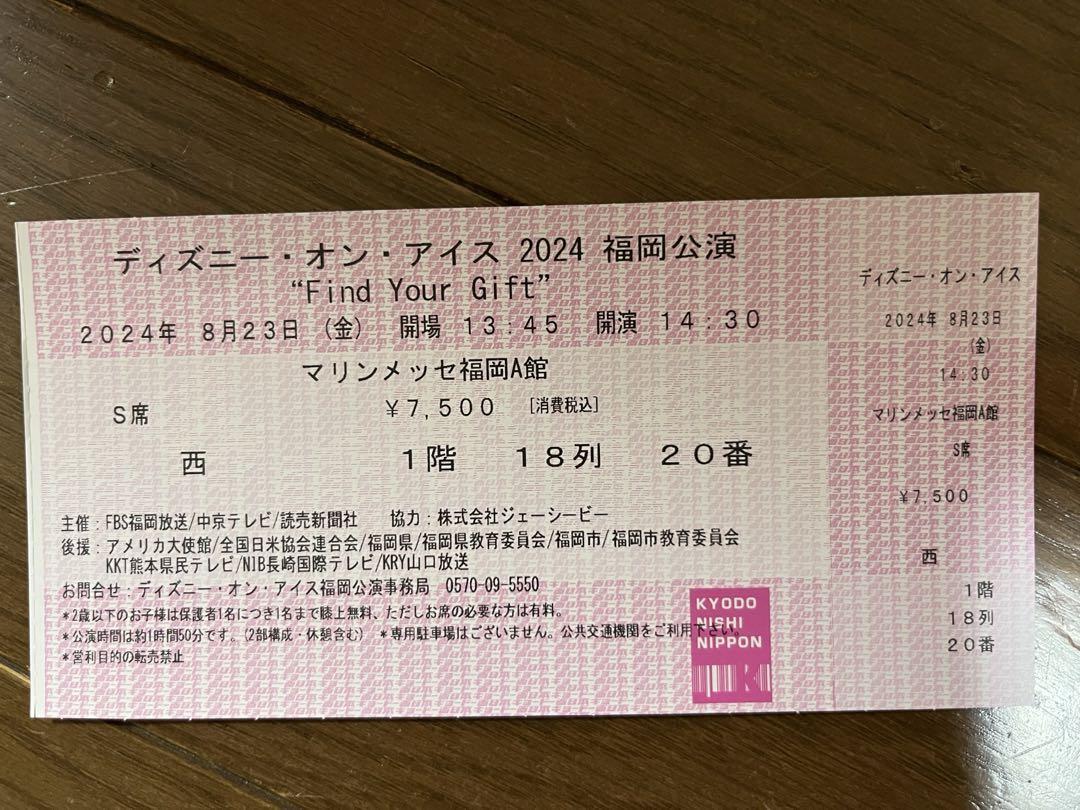 ディズニー・オン・アイス 2024 福岡公演
“Find Your Gift”
2024年 8月23日 (金) 開場 13:45 開演 14:30
マリンメッセ福岡A館
S席 ¥7,500 [消費税込]
西 1階 18列 20番
主催:FBS福岡放送/中京テレビ/読売新聞社 協力:株式会社ジェーシービー
後援:アメリカ大使館/全国日米協会連合会/福岡県/福岡県教育委員会/福岡市/福岡市教育委員会
KKT熊本県民テレビ/NIB長崎国際テレビ/KRY山口放送
お問合せ:ディズニー・オン・アイス福岡公演事務局 0570-09-5550
*2歳以下のお子様は保護者1名につき1名まで膝上無料、ただしお席の必要な方は有料。
*公演時間は約1時間50分です。(2部構成・休憩含む) *専用駐車場はございません。公共交通機関をご利用下さい。
*営利目的の転売禁止
KYODO
NISHI
NIPPON
ディズニー・オン・アイス
2024年 8月23日
(金)
14:30
マリンメッセ福岡A館
S席
¥7,500
西
1階
18列
20番